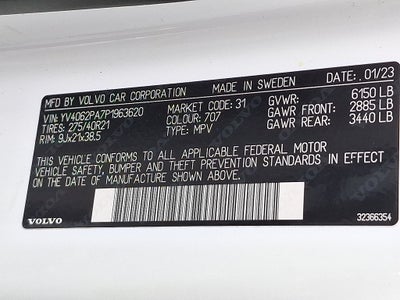 MFD BY VOLVO CAR CORPORATION MADE IN SWEDEN DATE: 01/23
VIN: YV4062PA7P1963620 MARKET CODE: 31 GVWR: 6150 LB
TIRES: 275/40R21 COLOUR: 707 GAWR FRONT: 2885 LB
RIM: 9Jx21x38.5 TYPE: MPV GAWR REAR: 3440 LB
THIS VEHICLE CONFORMS TO ALL APPLICABLE FEDERAL MOTOR
VEHICLE SAFETY, BUMPER AND THEFT PREVENTION STANDARDS IN EFFECT
ON THE DATE OF MANUFACTURE SHOWN ABOVE.
VOLVO 32366354